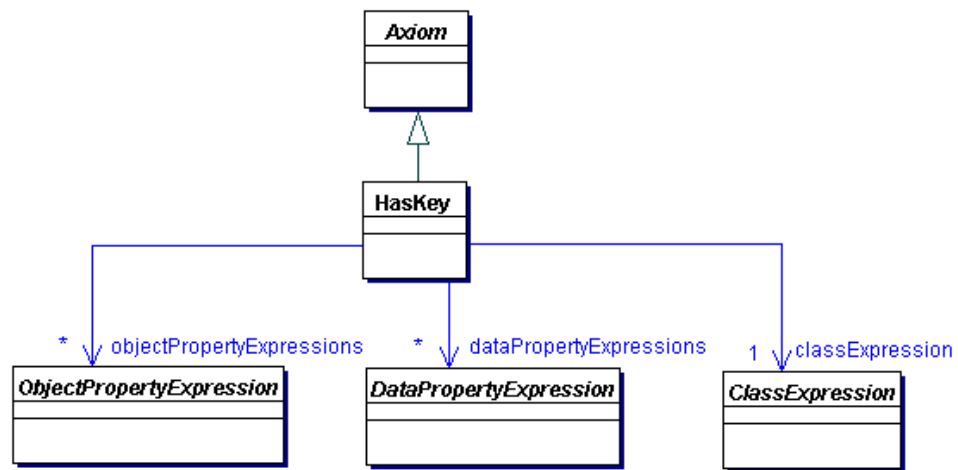 Axiom
HasKey
* objectPropertyExpressions
* dataPropertyExpressions
1 classExpression
ObjectPropertyExpression
DataPropertyExpression
ClassExpression